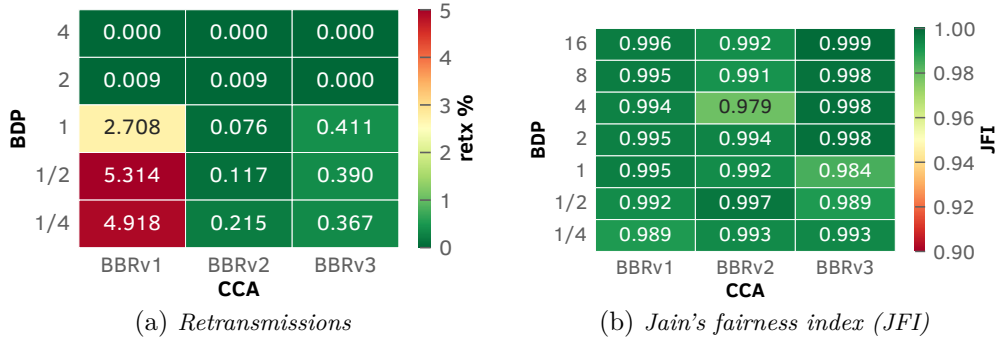 4 0.000 0.000 0.000
2 0.009 0.009 0.000
1 2.708 0.076 0.411
1/2 5.314 0.117 0.390
1/4 4.918 0.215 0.367
BBRv1 BBRv2 BBRv3
CCA
BDP
5
4
3
2
1
0
retx %
(a) Retransmissions
16 0.996 0.992 0.999
8 0.995 0.991 0.998
4 0.994 0.979 0.998
2 0.995 0.994 0.998
1 0.995 0.992 0.984
1/2 0.992 0.997 0.989
1/4 0.989 0.993 0.993
BBRv1 BBRv2 BBRv3
CCA
BDP
1.00
0.98
0.96
0.94
0.92
0.90
JFI
(b) Jain's fairness index (JFI)